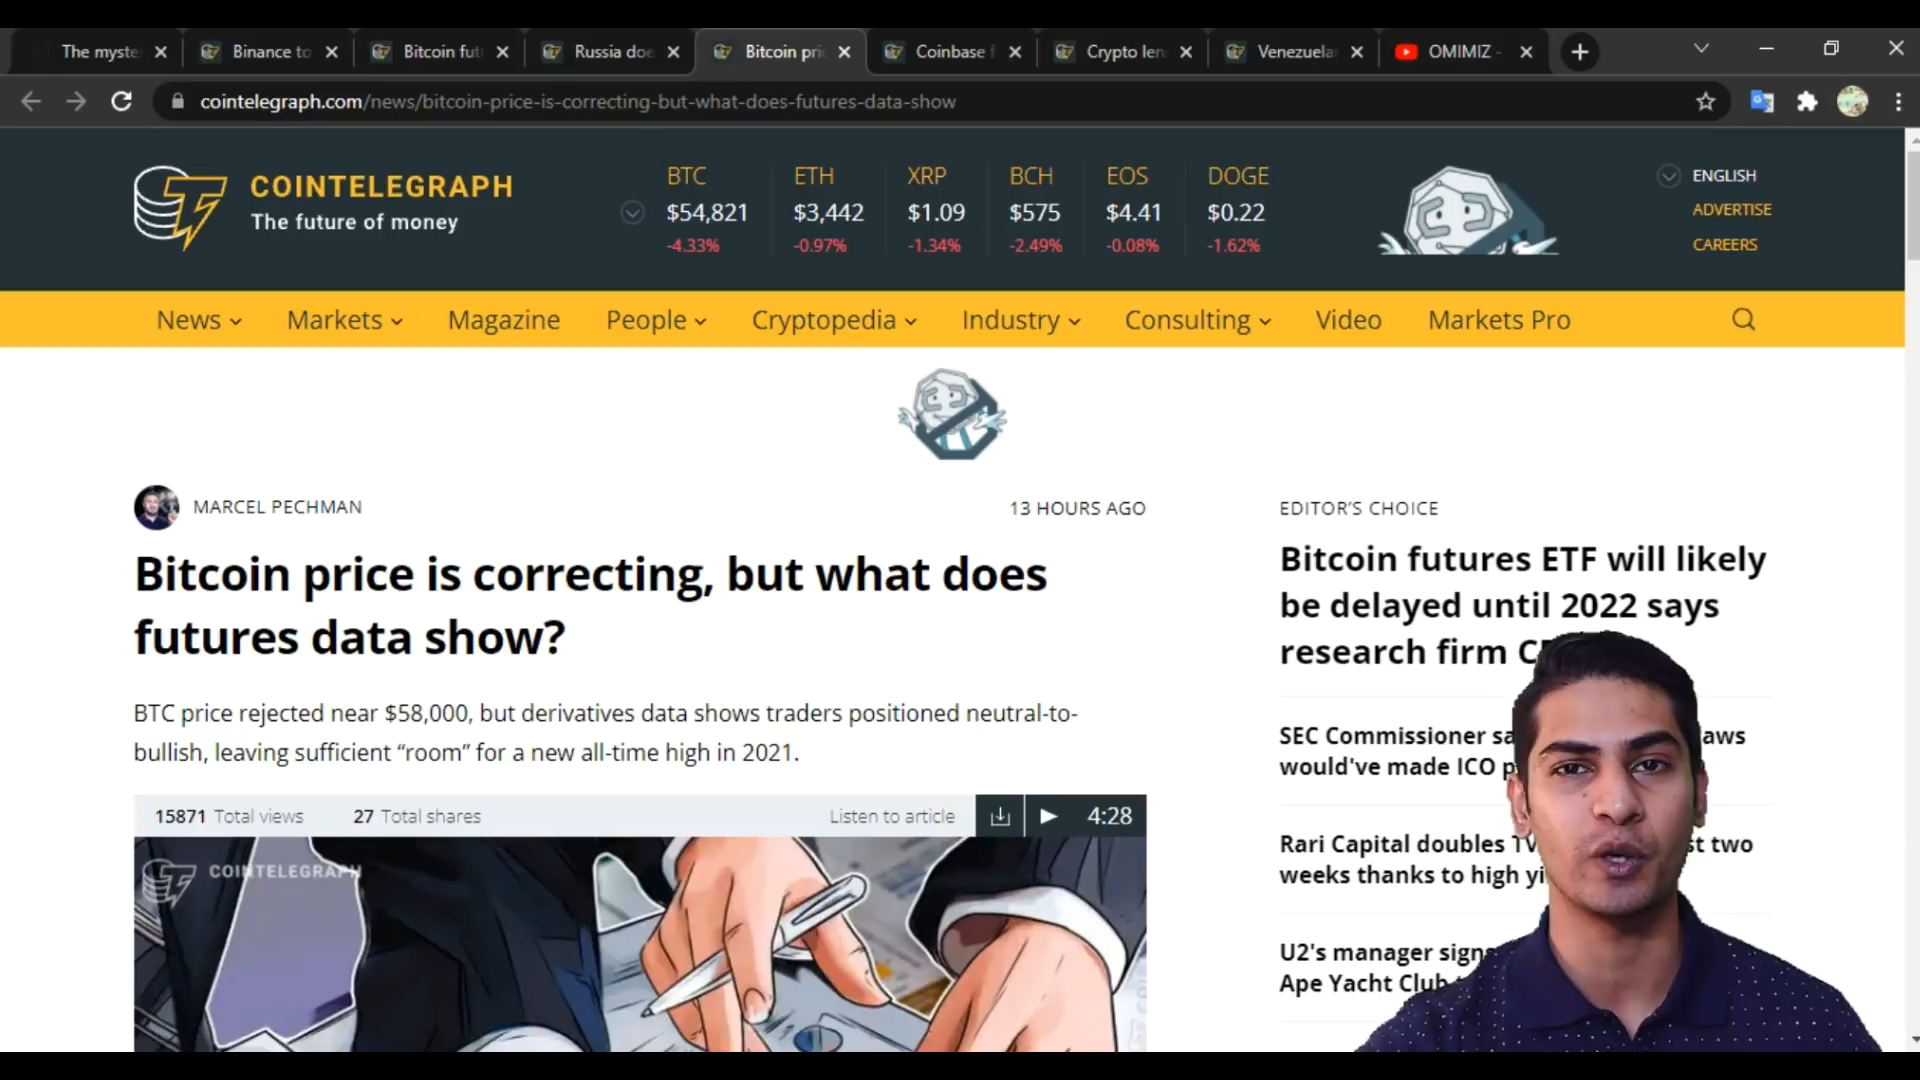 The myste
Binance to
Bitcoin fut
Russia doe
Bitcoin pri
Coinbase f
Crypto len
Venezuela
OMIMIZ -
cointelegraph.com/news/bitcoin-price-is-correcting-but-what-does-futures-data-show
COINTELEGRAPH
The future of money
BTC ETH XRP BCH EOS DOGE
$54,821 $3,442 $1.09 $575 $4.41 $0.22
-4.33% -0.97% -1.34% -2.49% -0.08% -1.62%
ENGLISH
ADVERTISE
CAREERS
News Markets Magazine People Cryptopedia Industry Consulting Video Markets Pro
MARCEL PECHMAN
13 HOURS AGO
Bitcoin price is correcting, but what does
futures data show?
BTC price rejected near $58,000, but derivatives data shows traders positioned neutral-to-
bullish, leaving sufficient “room” for a new all-time high in 2021.
15871 Total views 27 Total shares Listen to article 4:28
COINTELEGRAPH
EDITOR'S CHOICE
Bitcoin futures ETF will likely
be delayed until 2022 says
research firm
SEC Commissioner aws
would've made ICO
Rari Capital doubles two
weeks thanks to high
U2's manager signs
Ape Yacht Club